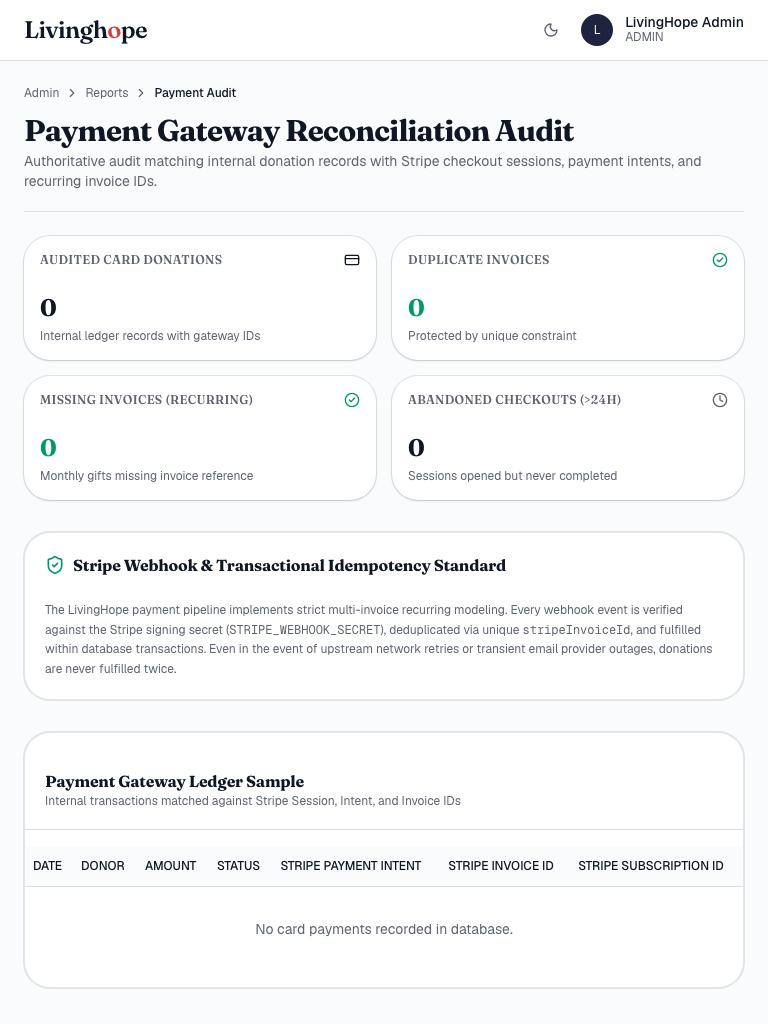 Livinghope
L
LivingHope Admin
ADMIN
Admin > Reports > Payment Audit
Payment Gateway Reconciliation Audit
Authoritative audit matching internal donation records with Stripe checkout sessions, payment intents, and
recurring invoice IDs.
AUDITED CARD DONATIONS
0
Internal ledger records with gateway IDs
DUPLICATE INVOICES
0
Protected by unique constraint
MISSING INVOICES (RECURRING)
0
Monthly gifts missing invoice reference
ABANDONED CHECKOUTS (>24H)
0
Sessions opened but never completed
Stripe Webhook & Transactional Idempotency Standard
The LivingHope payment pipeline implements strict multi-invoice recurring modeling. Every webhook event is verified
against the Stripe signing secret (STRIPE_WEBHOOK_SECRET), deduplicated via unique stripeInvoiceId, and fulfilled
within database transactions. Even in the event of upstream network retries or transient email provider outages, donations
are never fulfilled twice.
Payment Gateway Ledger Sample
Internal transactions matched against Stripe Session, Intent, and Invoice IDs
DATE DONOR AMOUNT STATUS STRIPE PAYMENT INTENT STRIPE INVOICE ID STRIPE SUBSCRIPTION ID
No card payments recorded in database.